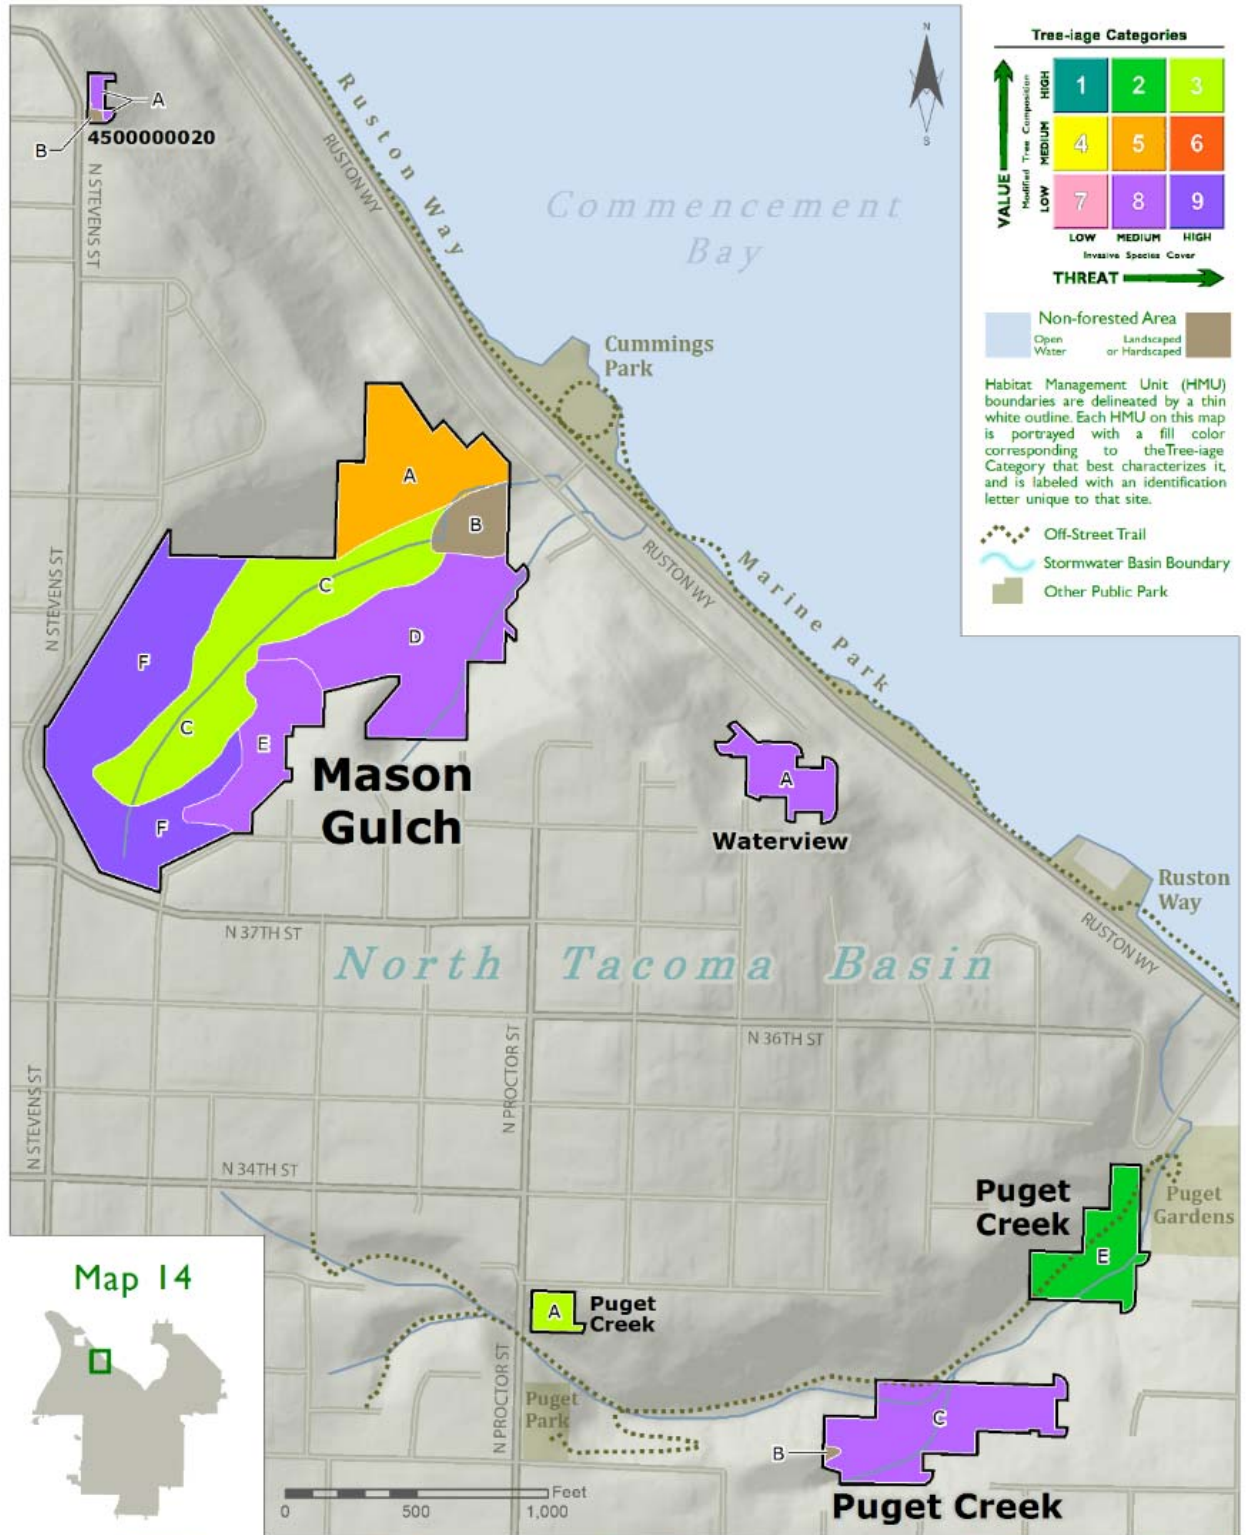 N
S
Tree-iage Categories
VALUE
Modified Tree Composition
HIGH
MEDIUM
LOW
1
2
3
4
5
6
7
8
9
LOW
MEDIUM
HIGH
Invasive Species Cover
THREAT
Non-forested Area
Open
Water
Landscaped
or Hardscaped
Habitat Management Unit (HMU)
boundaries are delineated by a thin
white outline. Each HMU on this map
is portrayed with a fill color
corresponding to theTree-iage
Category that best characterizes it,
and is labeled with an identification
letter unique to that site.
Off-Street Trail
Stormwater Basin Boundary
Other Public Park
A
B
4500000020
N STEVENS ST
Ruston Way
RUSTON WY
Commencement
Bay
Cummings
Park
A
B
C
D
N STEVENS ST
F
C
E
F
Mason
Gulch
RUSTON WY
Marine Park
A
Waterview
Ruston
Way
RUSTON WY
N 37TH ST
North Tacoma Basin
N 36TH ST
N PROCTOR ST
N STEVENS ST
N 34TH ST
Puget
Creek
E
Puget
Gardens
A
Puget
Creek
N PROCTOR ST
Puget
Park
C
B
Puget Creek
Map 14
Feet
0
500
1,000